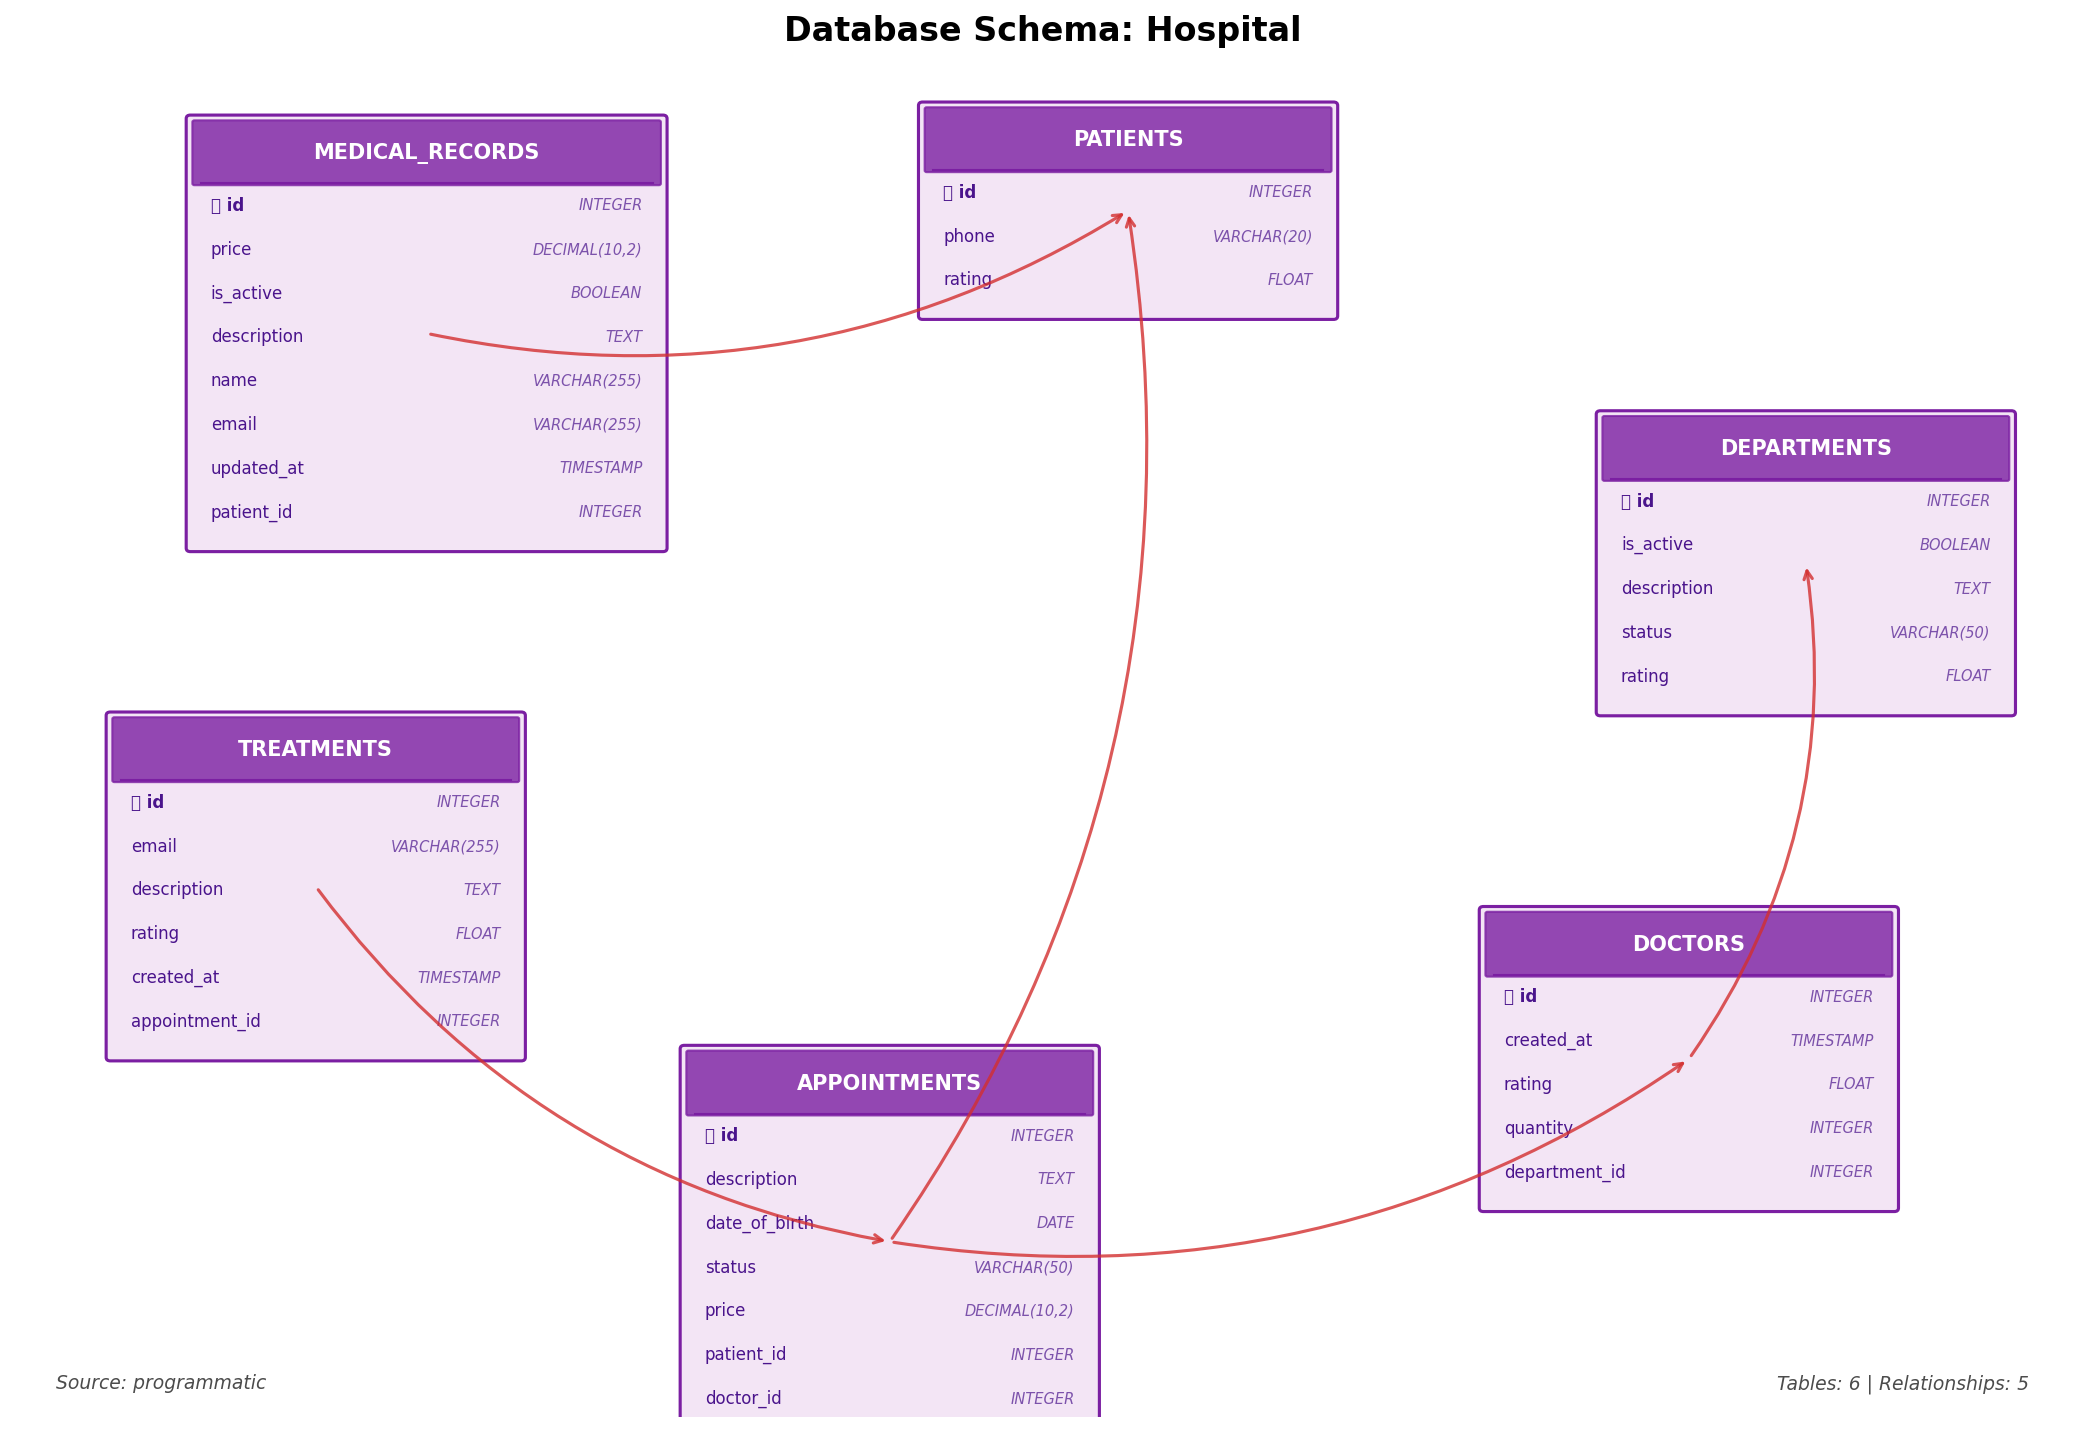 Database Schema: Hospital
MEDICAL_RECORDS
id INTEGER
price DECIMAL(10,2)
is_active BOOLEAN
description TEXT
name VARCHAR(255)
email VARCHAR(255)
updated_at TIMESTAMP
patient_id INTEGER
PATIENTS
id INTEGER
phone VARCHAR(20)
rating FLOAT
DEPARTMENTS
id INTEGER
is_active BOOLEAN
description TEXT
status VARCHAR(50)
rating FLOAT
TREATMENTS
id INTEGER
email VARCHAR(255)
description TEXT
rating FLOAT
created_at TIMESTAMP
appointment_id INTEGER
DOCTORS
id INTEGER
created_at TIMESTAMP
rating FLOAT
quantity INTEGER
department_id INTEGER
APPOINTMENTS
id INTEGER
description TEXT
date_of_birth DATE
status VARCHAR(50)
price DECIMAL(10,2)
patient_id INTEGER
doctor_id INTEGER
Source: programmatic
Tables: 6 | Relationships: 5